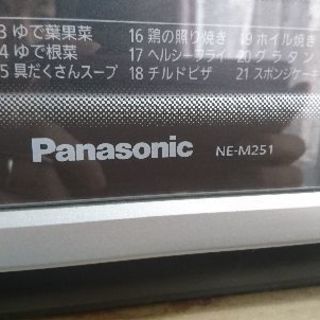 3 ゆで葉果菜 16 鶏の照り焼き 19 ホイル焼き
4 ゆで根菜 17 ヘルシーフライ 20 グラタン
5 具だくさんスープ 18 チルドピザ 21 スポンジケーキ
Panasonic NE-M251